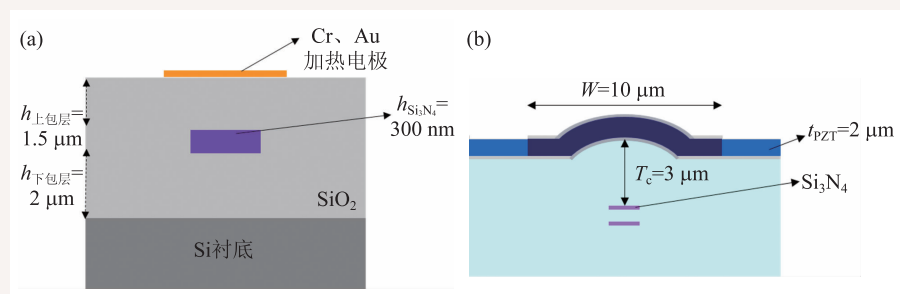 (a)
Cr、Au
加热电极
h上包层=
1.5 μm
hSi3N4=
300 nm
h下包层=
2 μm
SiO2
Si衬底
(b)
W=10 μm
tPZT=2 μm
Tc=3 μm
Si3N4